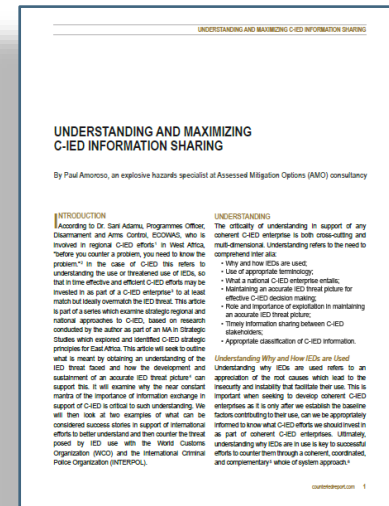 UNDERSTANDING AND MAXIMIZING C-IED INFORMATION SHARING
UNDERSTANDING AND MAXIMIZING
C-IED INFORMATION SHARING
By Paul Amoroso, an explosive hazards specialist at Assessed Mitigation Options (AMO) consultancy
INTRODUCTION
According to Dr. Sani Adamu, Programmes Officer,
Disarmament and Arms Control, ECOWAS, who is
involved in regional C-IED efforts¹ in West Africa,
"before you counter a problem, you need to know the
problem."² In the case of C-IED this refers to
understanding the use or threatened use of IEDs, so
that in time effective and efficient C-IED efforts may be
invested in as part of a C-IED enterprise³ to at least
match but ideally overmatch the IED threat. This article
is part of a series which examine strategic regional and
national approaches to C-IED, based on research
conducted by the author as part of an MA in Strategic
Studies which explored and identified C-IED strategic
principles for East Africa. This article will seek to outline
what is meant by obtaining an understanding of the
IED threat faced and how the development and
sustainment of an accurate IED threat picture⁴ can
support this. It will examine why the near constant
mantra of the importance of information exchange in
support of C-IED is critical to such understanding. We
will then look at two examples of what can be
considered success stories in support of international
efforts to better understand and then counter the threat
posed by IED use with the World Customs
Organization (WCO) and the International Criminal
Police Organization (INTERPOL).
UNDERSTANDING
The criticality of understanding in support of any
coherent C-IED enterprise is both cross-cutting and
multi-dimensional. Understanding refers to the need to
comprehend inter alia:
• Why and how IEDs are used;
• Use of appropriate terminology;
• What a national C-IED enterprise entails;
• Maintaining an accurate IED threat picture for
effective C-IED decision making;
• Role and importance of exploitation in maintaining
an accurate IED threat picture;
• Timely information sharing between C-IED
stakeholders;
• Appropriate classification of C-IED information.
Understanding Why and How IEDs are Used
Understanding why IEDs are used refers to an
appreciation of the root causes which lead to the
insecurity and instability that facilitate their use. This is
important when seeking to develop coherent C-IED
enterprises as it is only after we establish the baseline
factors contributing to their use, can we be appropriately
informed to know what C-IED efforts we should invest in
as part of coherent C-IED enterprises. Ultimately,
understanding why IEDs are in use is key to successful
efforts to counter them through a coherent, coordinated,
and complementary⁵ whole of system approach.⁶
counteriedreport.com 1